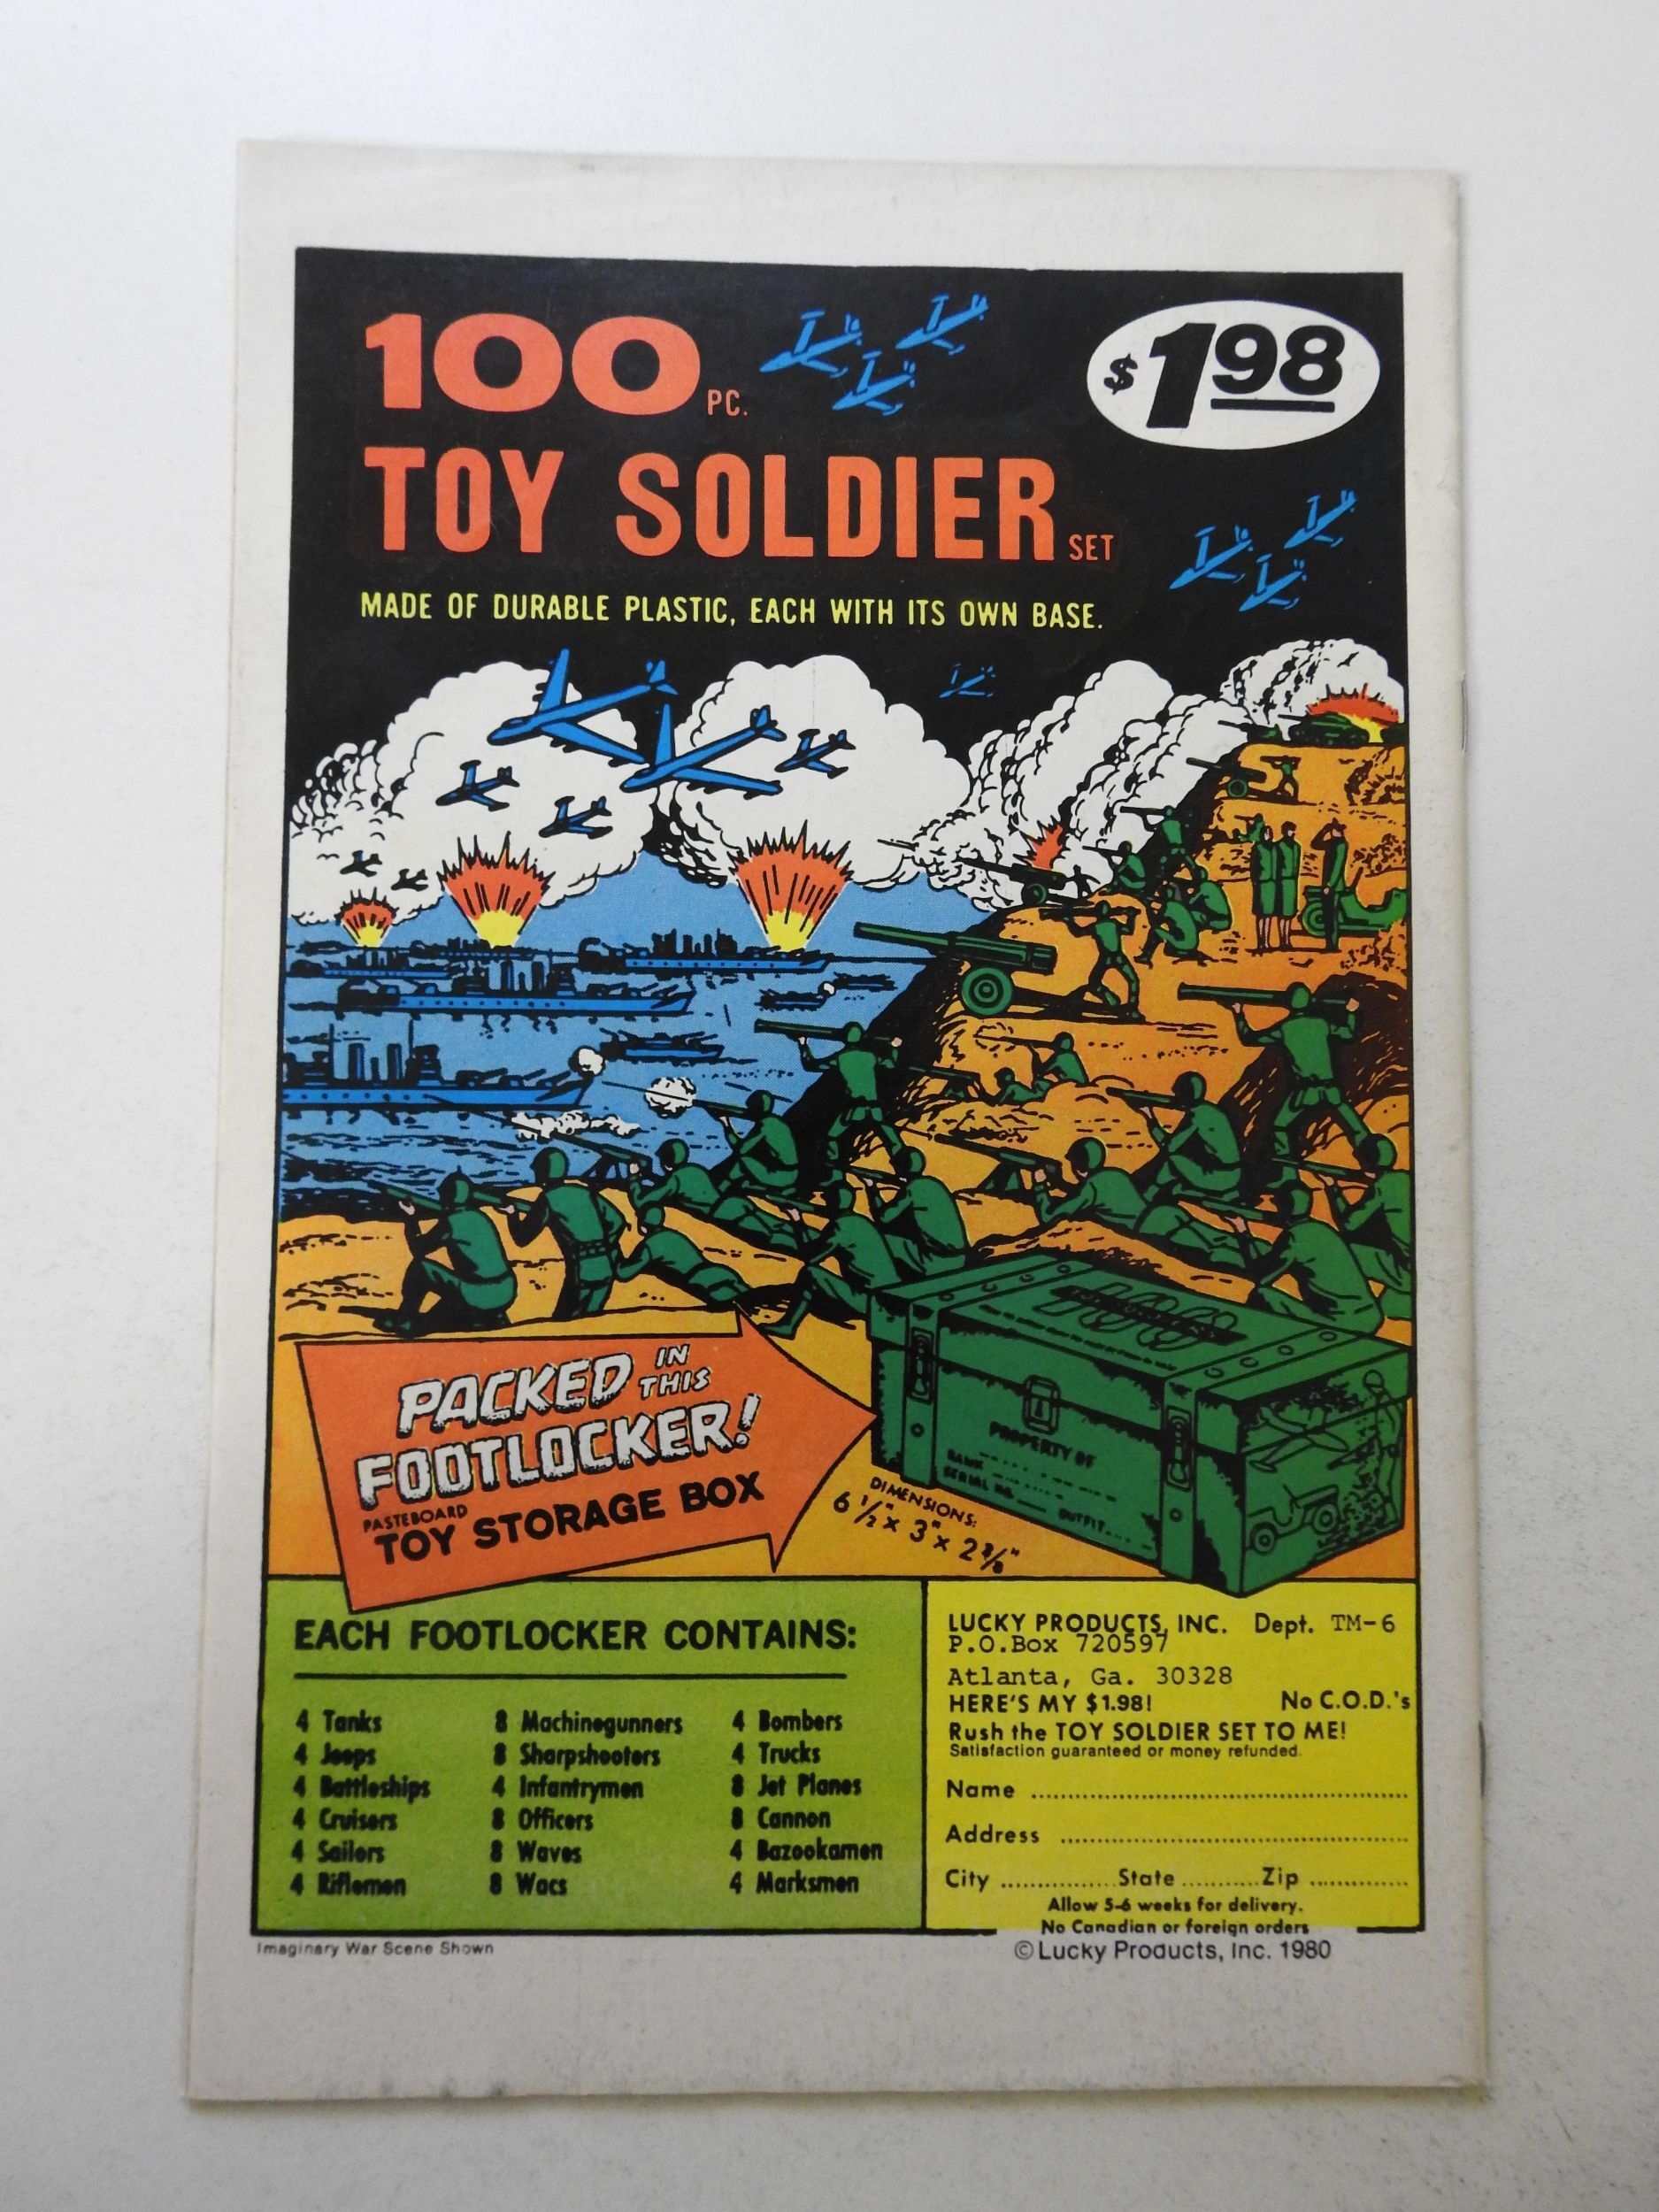 100 PC.
$1.98
TOY SOLDIER SET
MADE OF DURABLE PLASTIC, EACH WITH ITS OWN BASE.
PACKED IN THIS
FOOTLOCKER!
PASTEBOARD
TOY STORAGE BOX
PROPERTY OF
SERIAL NO.
OUTFIT
DIMENSIONS:
6 1/2" x 3" x 2 3/8"
EACH FOOTLOCKER CONTAINS:
4 Tanks
4 Jeeps
4 Battleships
4 Cruisers
4 Sailors
4 Riflemen
8 Machinegunners
8 Sharpshooters
4 Infantrymen
8 Officers
8 Waves
8 Wacs
4 Bombers
4 Trucks
8 Jet Planes
8 Cannon
4 Bazookamen
4 Marksmen
LUCKY PRODUCTS, INC. Dept. TM-6
P.O.Box 720597
Atlanta, Ga. 30328
HERE'S MY $1.98! No C.O.D.'s
Rush the TOY SOLDIER SET TO ME!
Satisfaction guaranteed or money refunded.
Name
Address
City State Zip
Allow 5-6 weeks for delivery.
No Canadian or foreign orders
Imaginary War Scene Shown
© Lucky Products, Inc. 1980